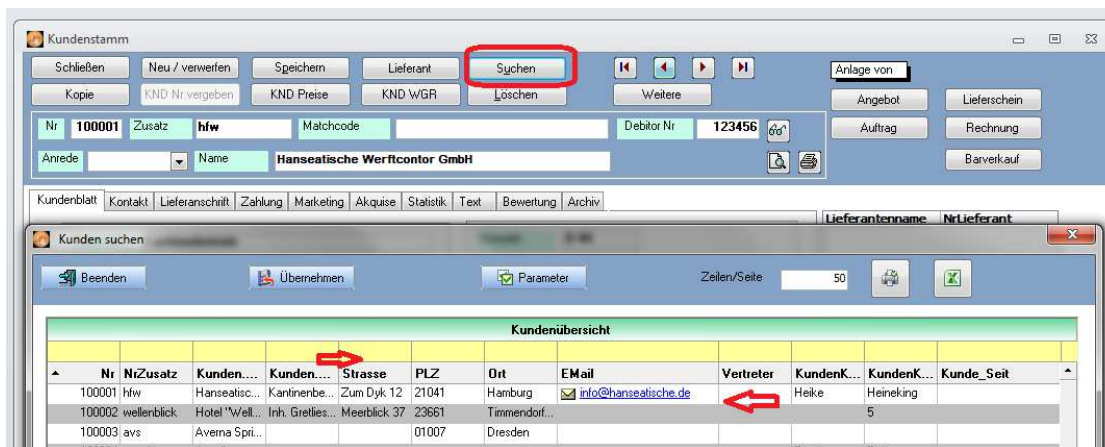 Kundenstamm
Schließen Neu / verwerfen Speichern Lieferant Suchen Anlage von
Kopie KND Nr vergeben KND Preise KND WGR Löschen Weitere Angebot Lieferschein
Nr 100001 Zusatz hfw Matchcode Debitor Nr 123456 Auftrag Rechnung
Anrede Name Hanseatische Werftcontor GmbH Barverkauf
Kundenblatt Kontakt Lieferanschrift Zahlung Marketing Akquise Statistik Text Bewertung Archiv
Lieferantenname NrLieferant
Kunden suchen
Beenden Übernehmen Parameter Zeilen/Seite 50
Kundenübersicht
Nr NrZusatz Kunden.... Kunden.... Strasse PLZ Ort EMail Vertreter KundenK... KundenK... Kunde_Seit
100001 hfw Hanseatisc... Kantinenbe... Zum Dyk 12 21041 Hamburg info@hanseatische.de Heike Heineking
100002 wellenblick Hotel "Well... Inh. Gretlies... Meerblick 37 23661 Timmendorf... 5
100003 avs Averna Spri... 01007 Dresden